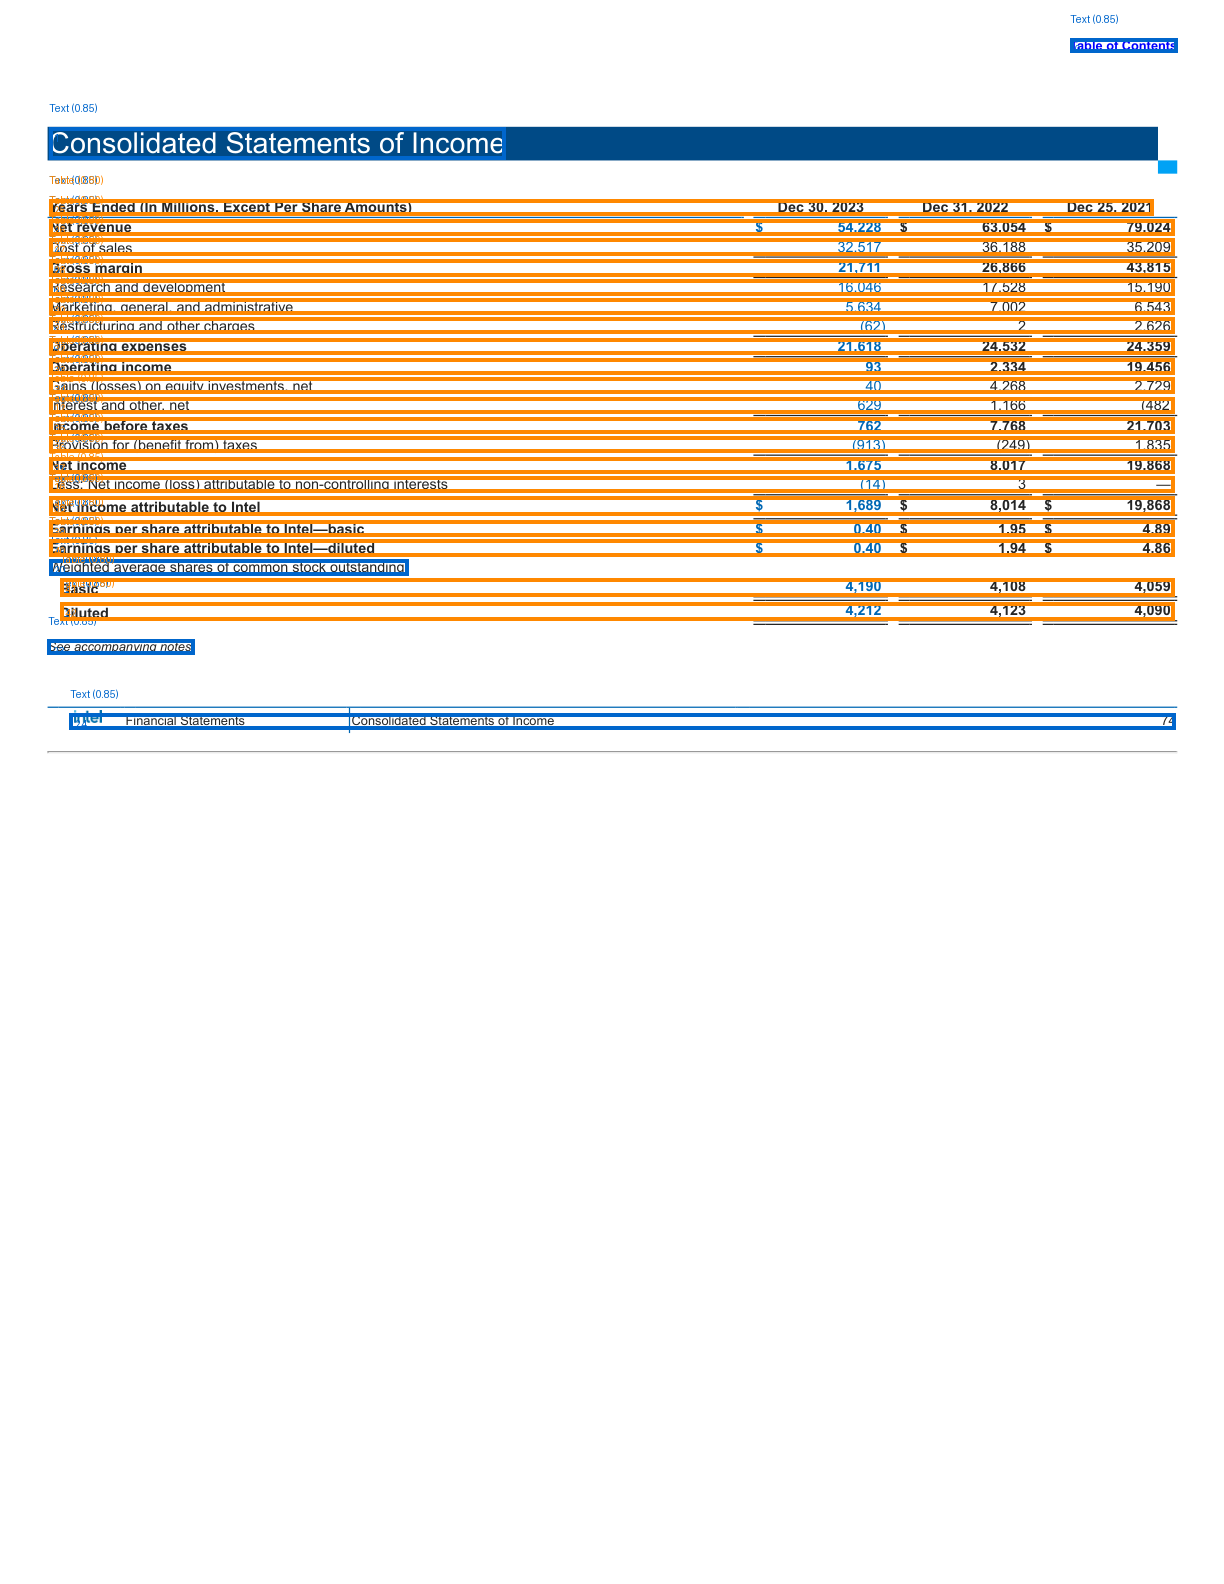 Text (0.85)
Table of Contents
Text (0.85)
Consolidated Statements of Income
Years Ended (In Millions, Except Per Share Amounts) Dec 30, 2023 Dec 31, 2022 Dec 25, 2021
Net revenue $ 54,228 $ 63,054 $ 79,024
Cost of sales 32,517 36,188 35,209
Gross margin 21,711 26,866 43,815
Research and development 16,046 17,528 15,190
Marketing, general, and administrative 5,634 7,002 6,543
Restructuring and other charges (62) 2 2,626
Operating expenses 21,618 24,532 24,359
Operating income 93 2,334 19,456
Gains (losses) on equity investments, net 40 4,268 2,729
Interest and other, net 629 1,166 (482)
Income before taxes 762 7,768 21,703
Provision for (benefit from) taxes (913) (249) 1,835
Net income 1,675 8,017 19,868
Less: Net income (loss) attributable to non-controlling interests (14) 3 —
Net income attributable to Intel $ 1,689 $ 8,014 $ 19,868
Earnings per share attributable to Intel—basic $ 0.40 $ 1.95 $ 4.89
Earnings per share attributable to Intel—diluted $ 0.40 $ 1.94 $ 4.86
Weighted average shares of common stock outstanding:
Basic 4,190 4,108 4,059
Diluted 4,212 4,123 4,090
Text (0.85)
See accompanying notes.
Text (0.85)
intel Financial Statements Consolidated Statements of Income 74